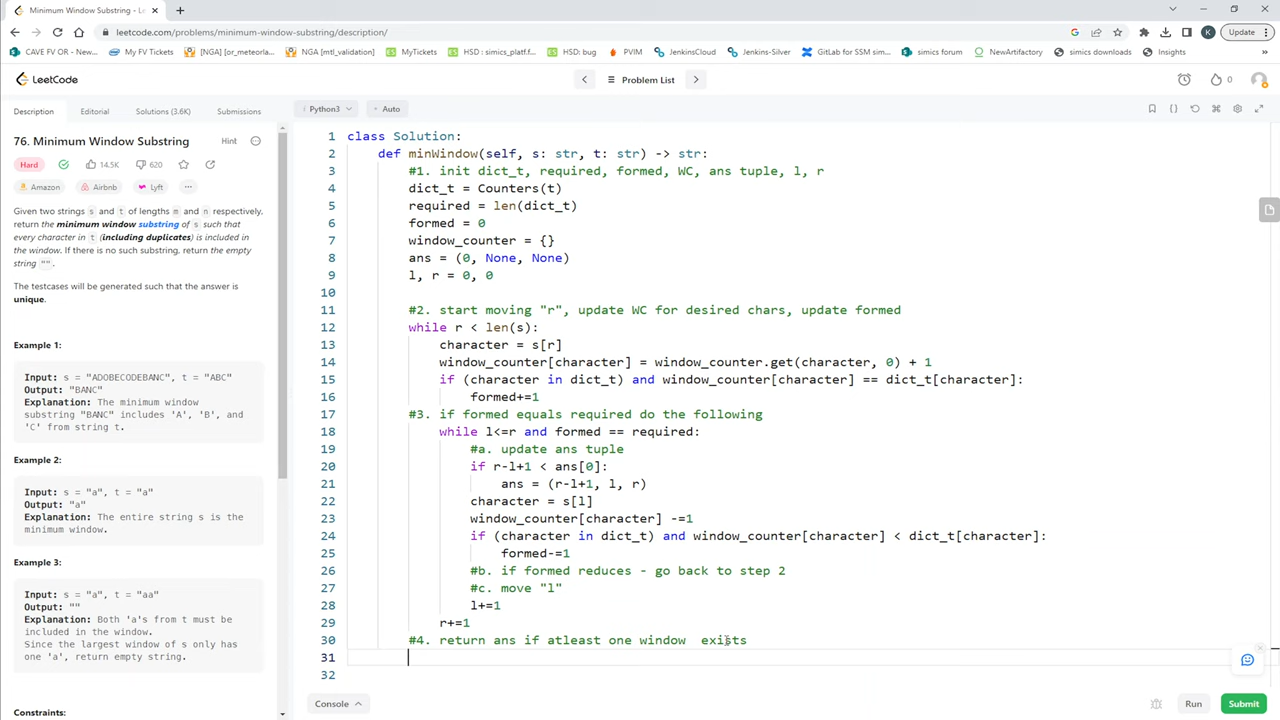 Minimum Window Substring - Le
leetcode.com/problems/minimum-window-substring/description/
K
Update
CAVE FV OR - New...
My FV Tickets
[NGA] [or_meteorla...
NGA [mtl_validation]
MyTickets
HSD : simics_platf.f...
HSD: bug
PVIM
JenkinsCloud
Jenkins-Silver
GitLab for SSM sim...
simics forum
NewArtifactory
simics downloads
Insights
LeetCode
Problem List
0
Description
Editorial
Solutions (3.6K)
Submissions
Python3
Auto
76. Minimum Window Substring
Hint
Hard
14.5K
620
Amazon
Airbnb
Lyft
Given two strings s and t of lengths m and n respectively,
return the minimum window substring of s such that
every character in t (including duplicates) is included in
the window. If there is no such substring, return the empty
string "".
The testcases will be generated such that the answer is
unique.
Example 1:
Input: s = "ADOBECODEBANC", t = "ABC"
Output: "BANC"
Explanation: The minimum window
substring "BANC" includes 'A', 'B', and
'C' from string t.
Example 2:
Input: s = "a", t = "a"
Output: "a"
Explanation: The entire string s is the
minimum window.
Example 3:
Input: s = "a", t = "aa"
Output: ""
Explanation: Both 'a's from t must be
included in the window.
Since the largest window of s only has
one 'a', return empty string.
Constraints:
1 class Solution:
2 def minWindow(self, s: str, t: str) -> str:
3 #1. init dict_t, required, formed, WC, ans tuple, l, r
4 dict_t = Counters(t)
5 required = len(dict_t)
6 formed = 0
7 window_counter = {}
8 ans = (0, None, None)
9 l, r = 0, 0
10
11 #2. start moving "r", update WC for desired chars, update formed
12 while r < len(s):
13 character = s[r]
14 window_counter[character] = window_counter.get(character, 0) + 1
15 if (character in dict_t) and window_counter[character] == dict_t[character]:
16 formed+=1
17 #3. if formed equals required do the following
18 while l<=r and formed == required:
19 #a. update ans tuple
20 if r-l+1 < ans[0]:
21 ans = (r-l+1, l, r)
22 character = s[l]
23 window_counter[character] -=1
24 if (character in dict_t) and window_counter[character] < dict_t[character]:
25 formed-=1
26 #b. if formed reduces - go back to step 2
27 #c. move "l"
28 l+=1
29 r+=1
30 #4. return ans if atleast one window exists
31
32
Console
Run
Submit